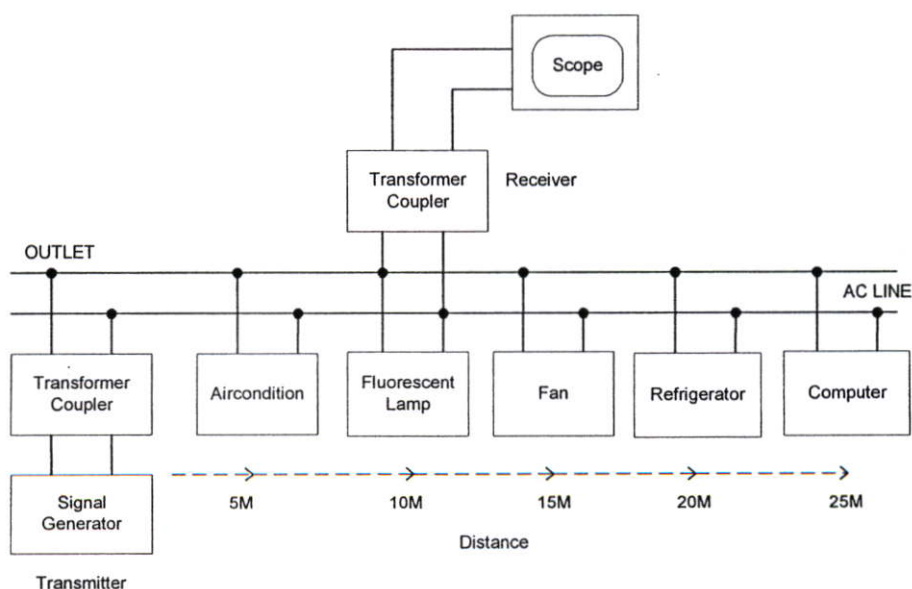 Scope
Transformer
Coupler
Receiver
OUTLET
AC LINE
Transformer
Coupler
Aircondition
Fluorescent
Lamp
Fan
Refrigerator
Computer
Signal
Generator
5M
10M
15M
20M
25M
Distance
Transmitter